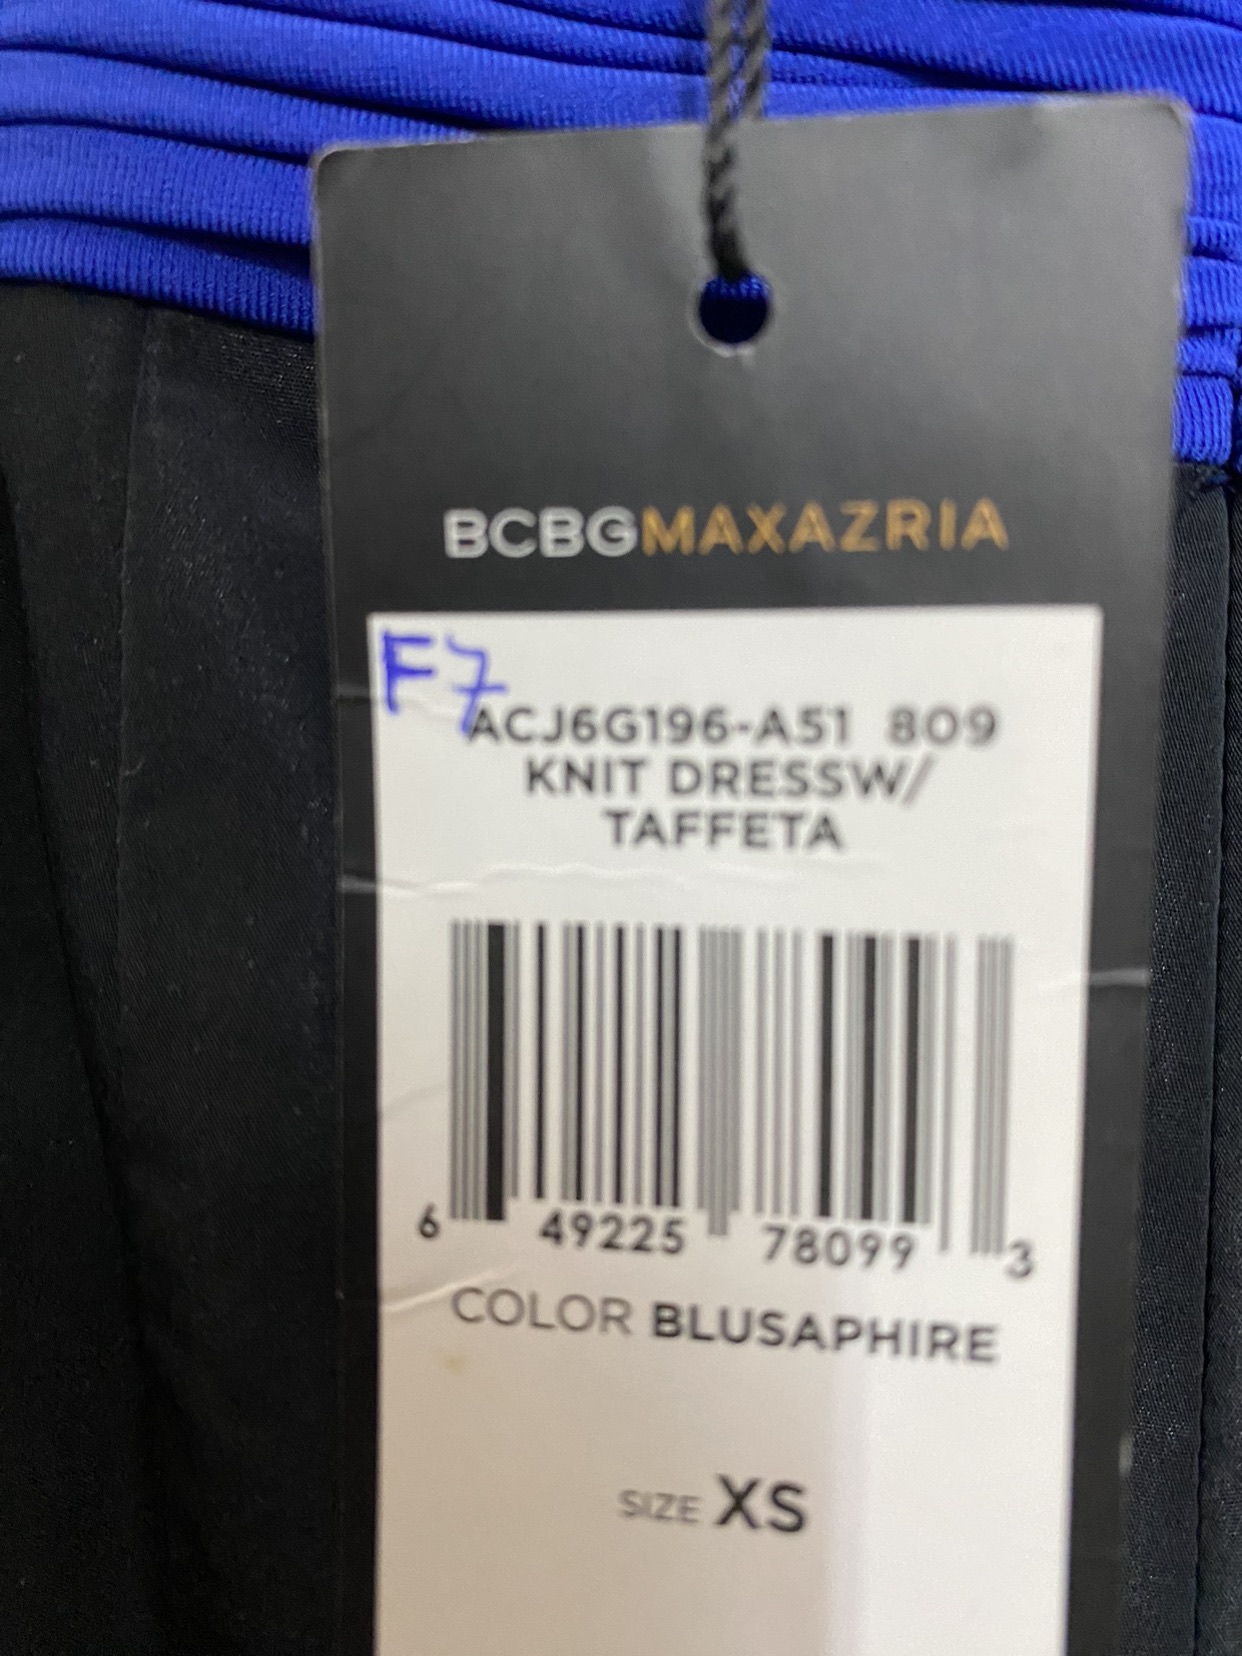 BCBGMAXAZRIA
F7
ACJ6G196-A51 809
KNIT DRESSW/
TAFFETA
6 49225 78099 3
COLOR BLUSAPHIRE
SIZE XS